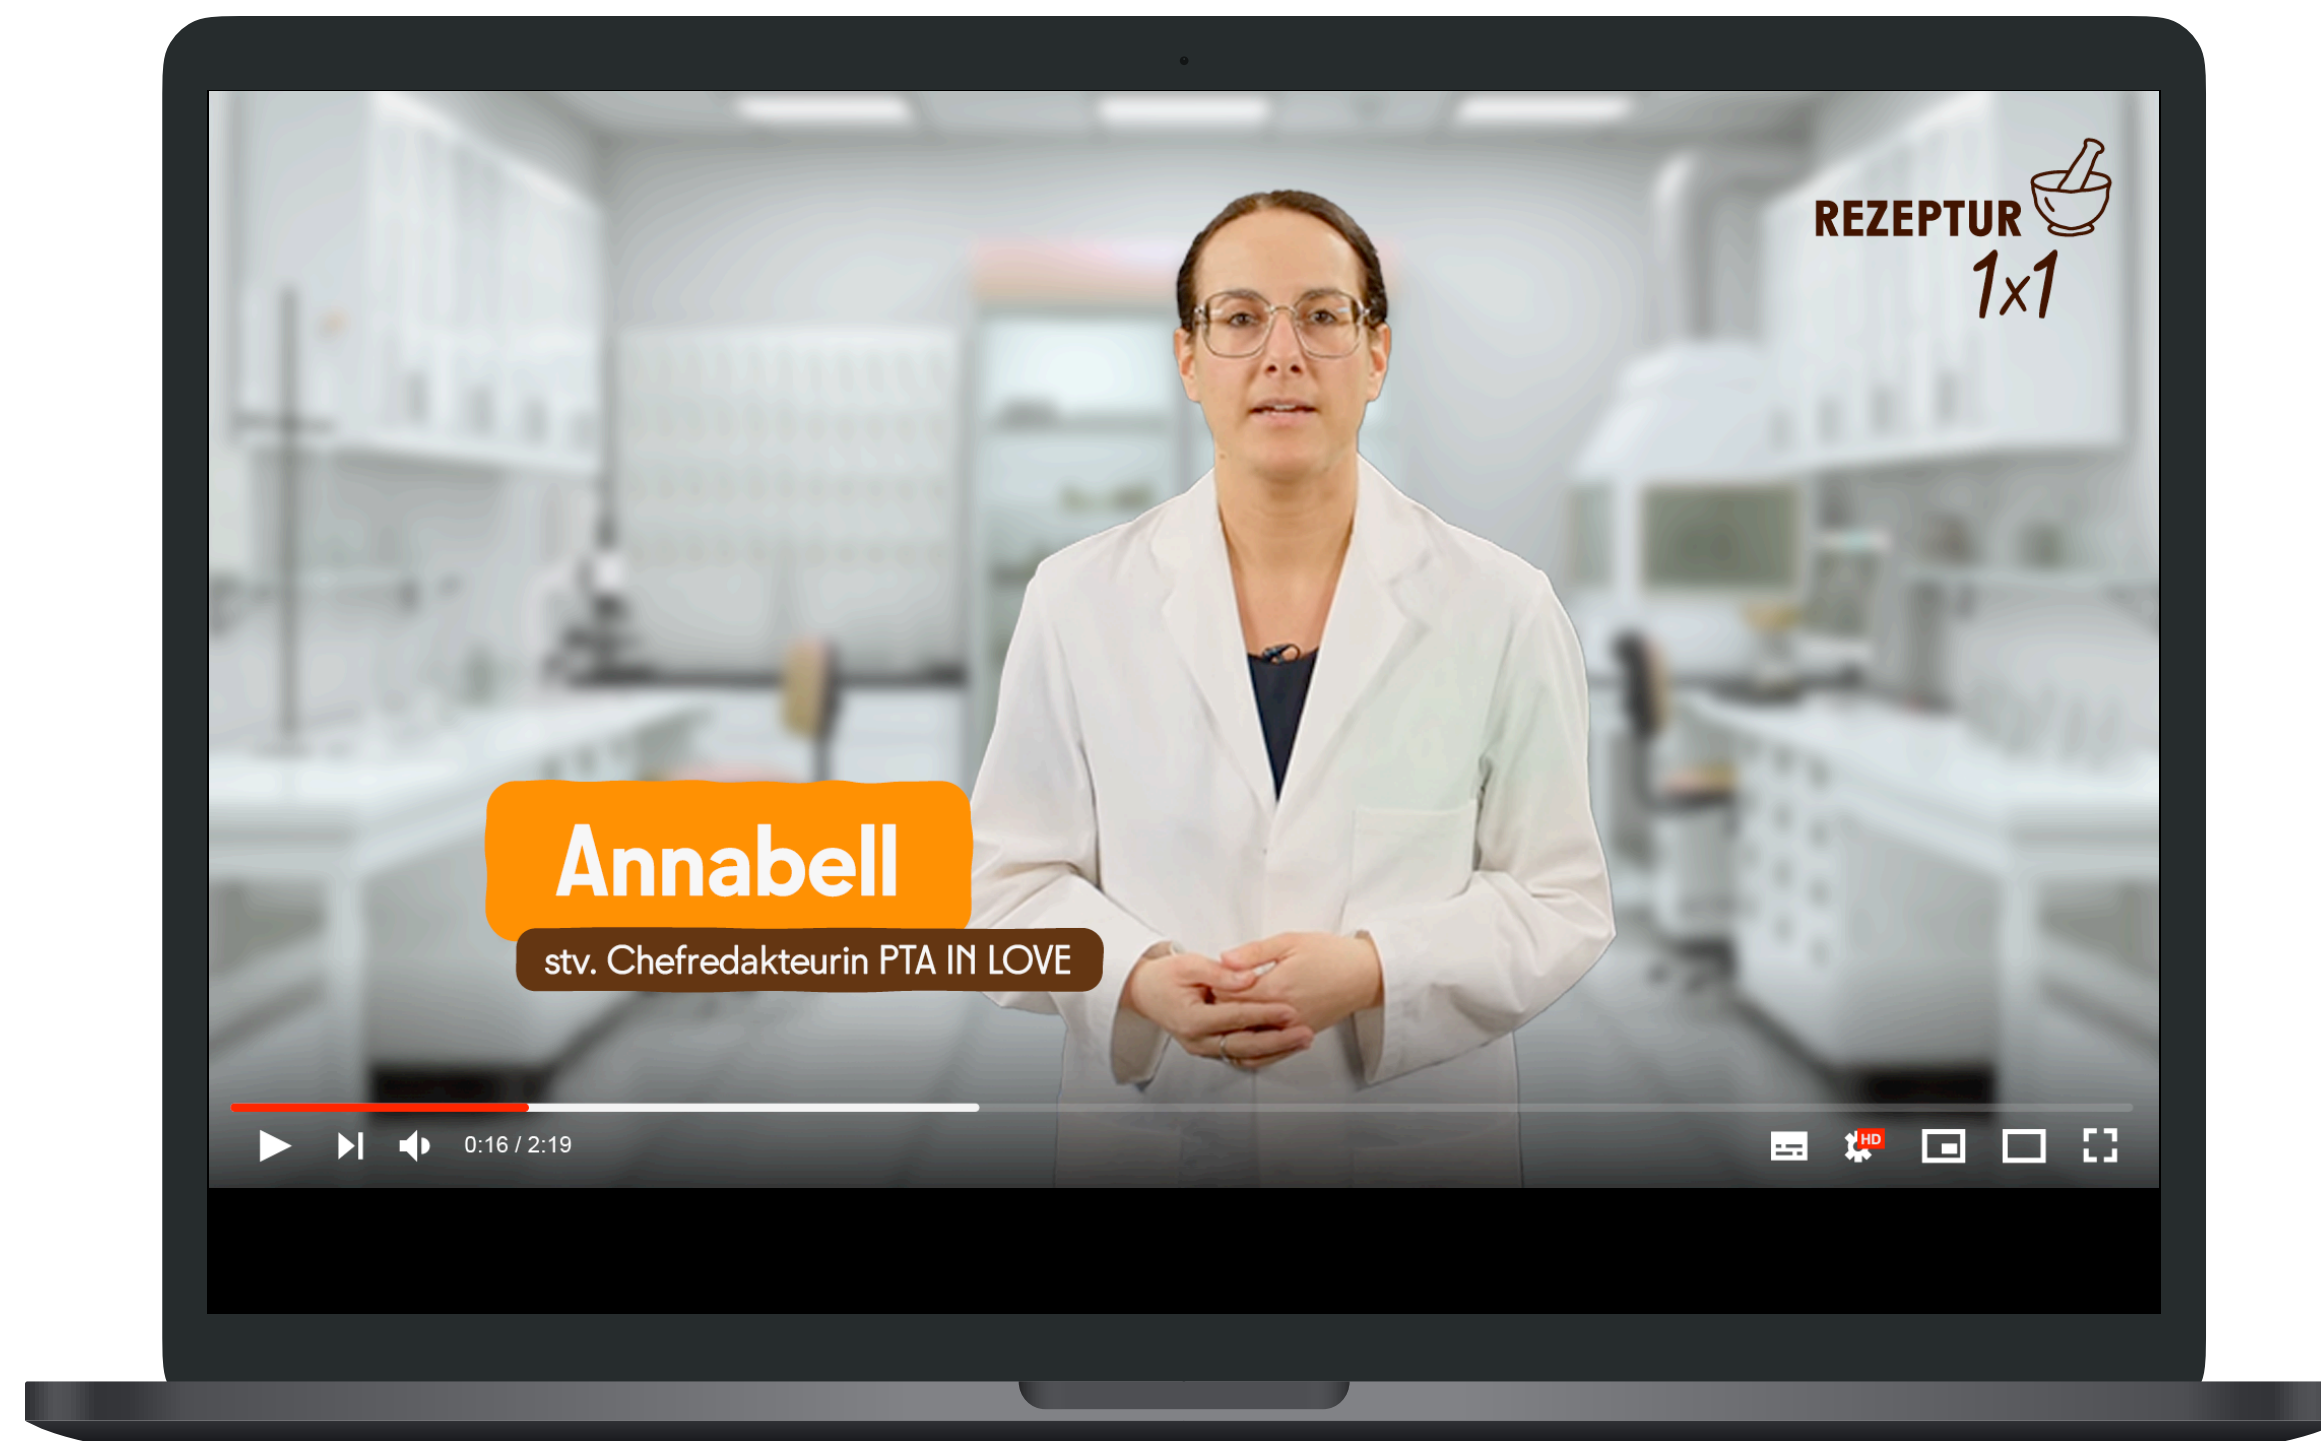 REZEPTUR
1x1
Annabell
stv. Chefredakteurin PTA IN LOVE
0:16 / 2:19
HD